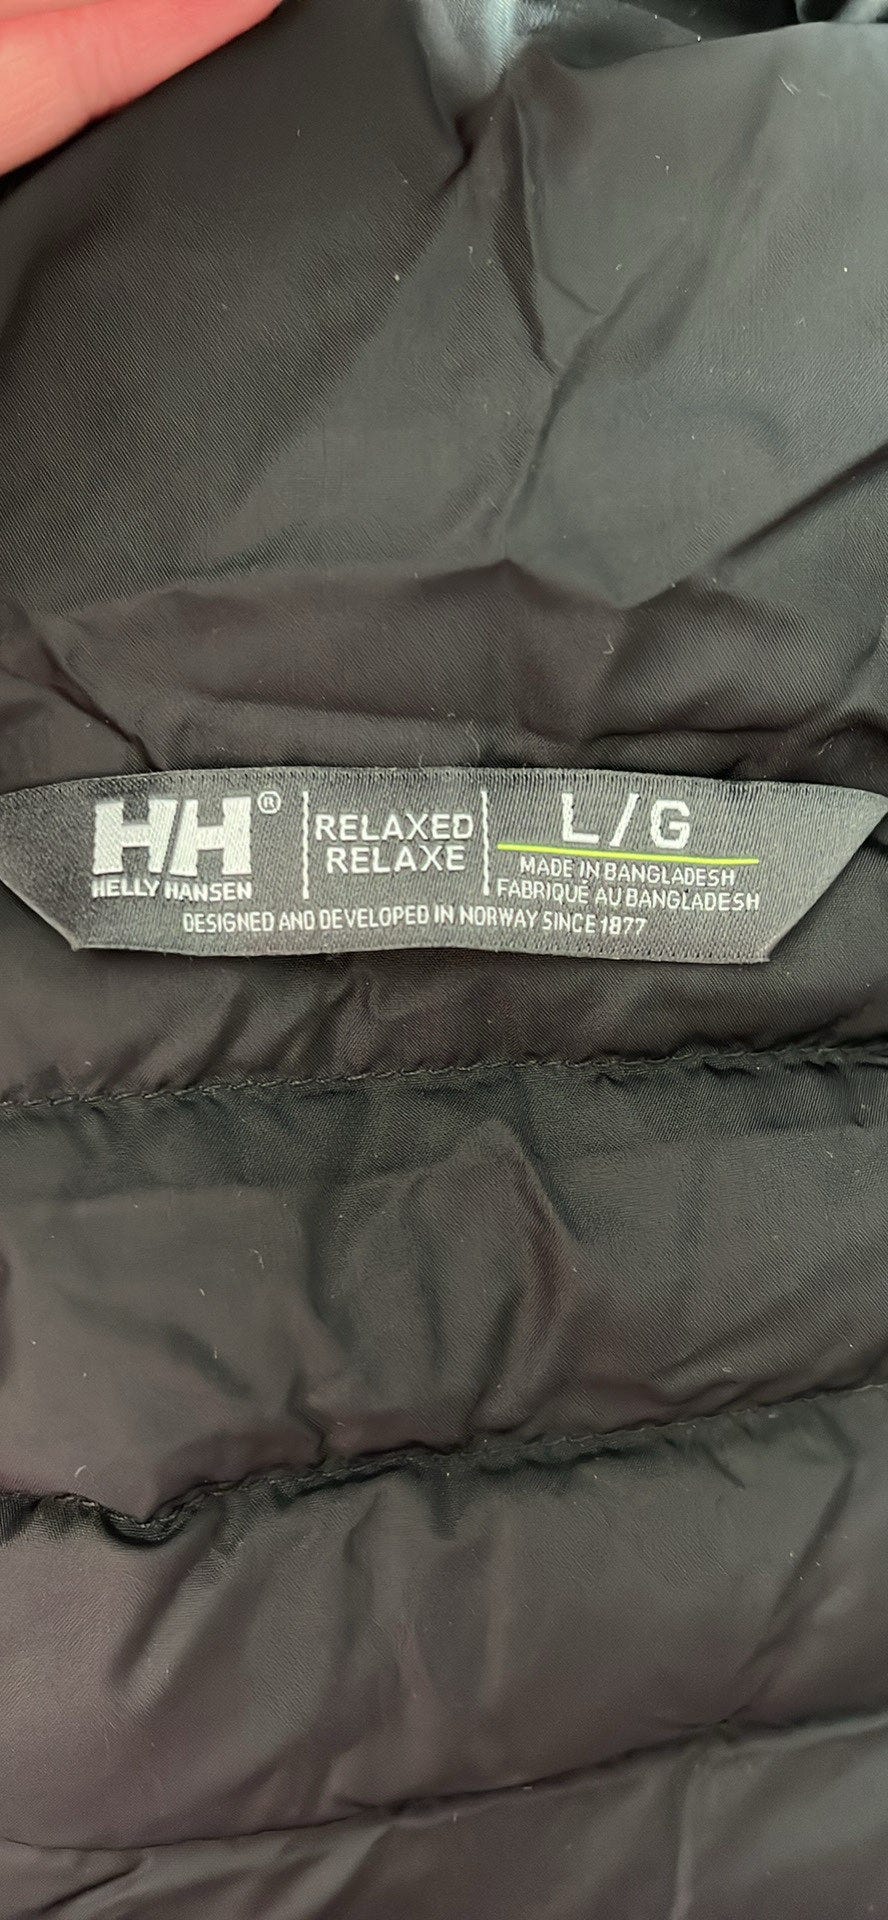 HH®
HELLY HANSEN
RELAXED
RELAXE
L/G
MADE IN BANGLADESH
FABRIQUÉ AU BANGLADESH
DESIGNED AND DEVELOPED IN NORWAY SINCE 1877